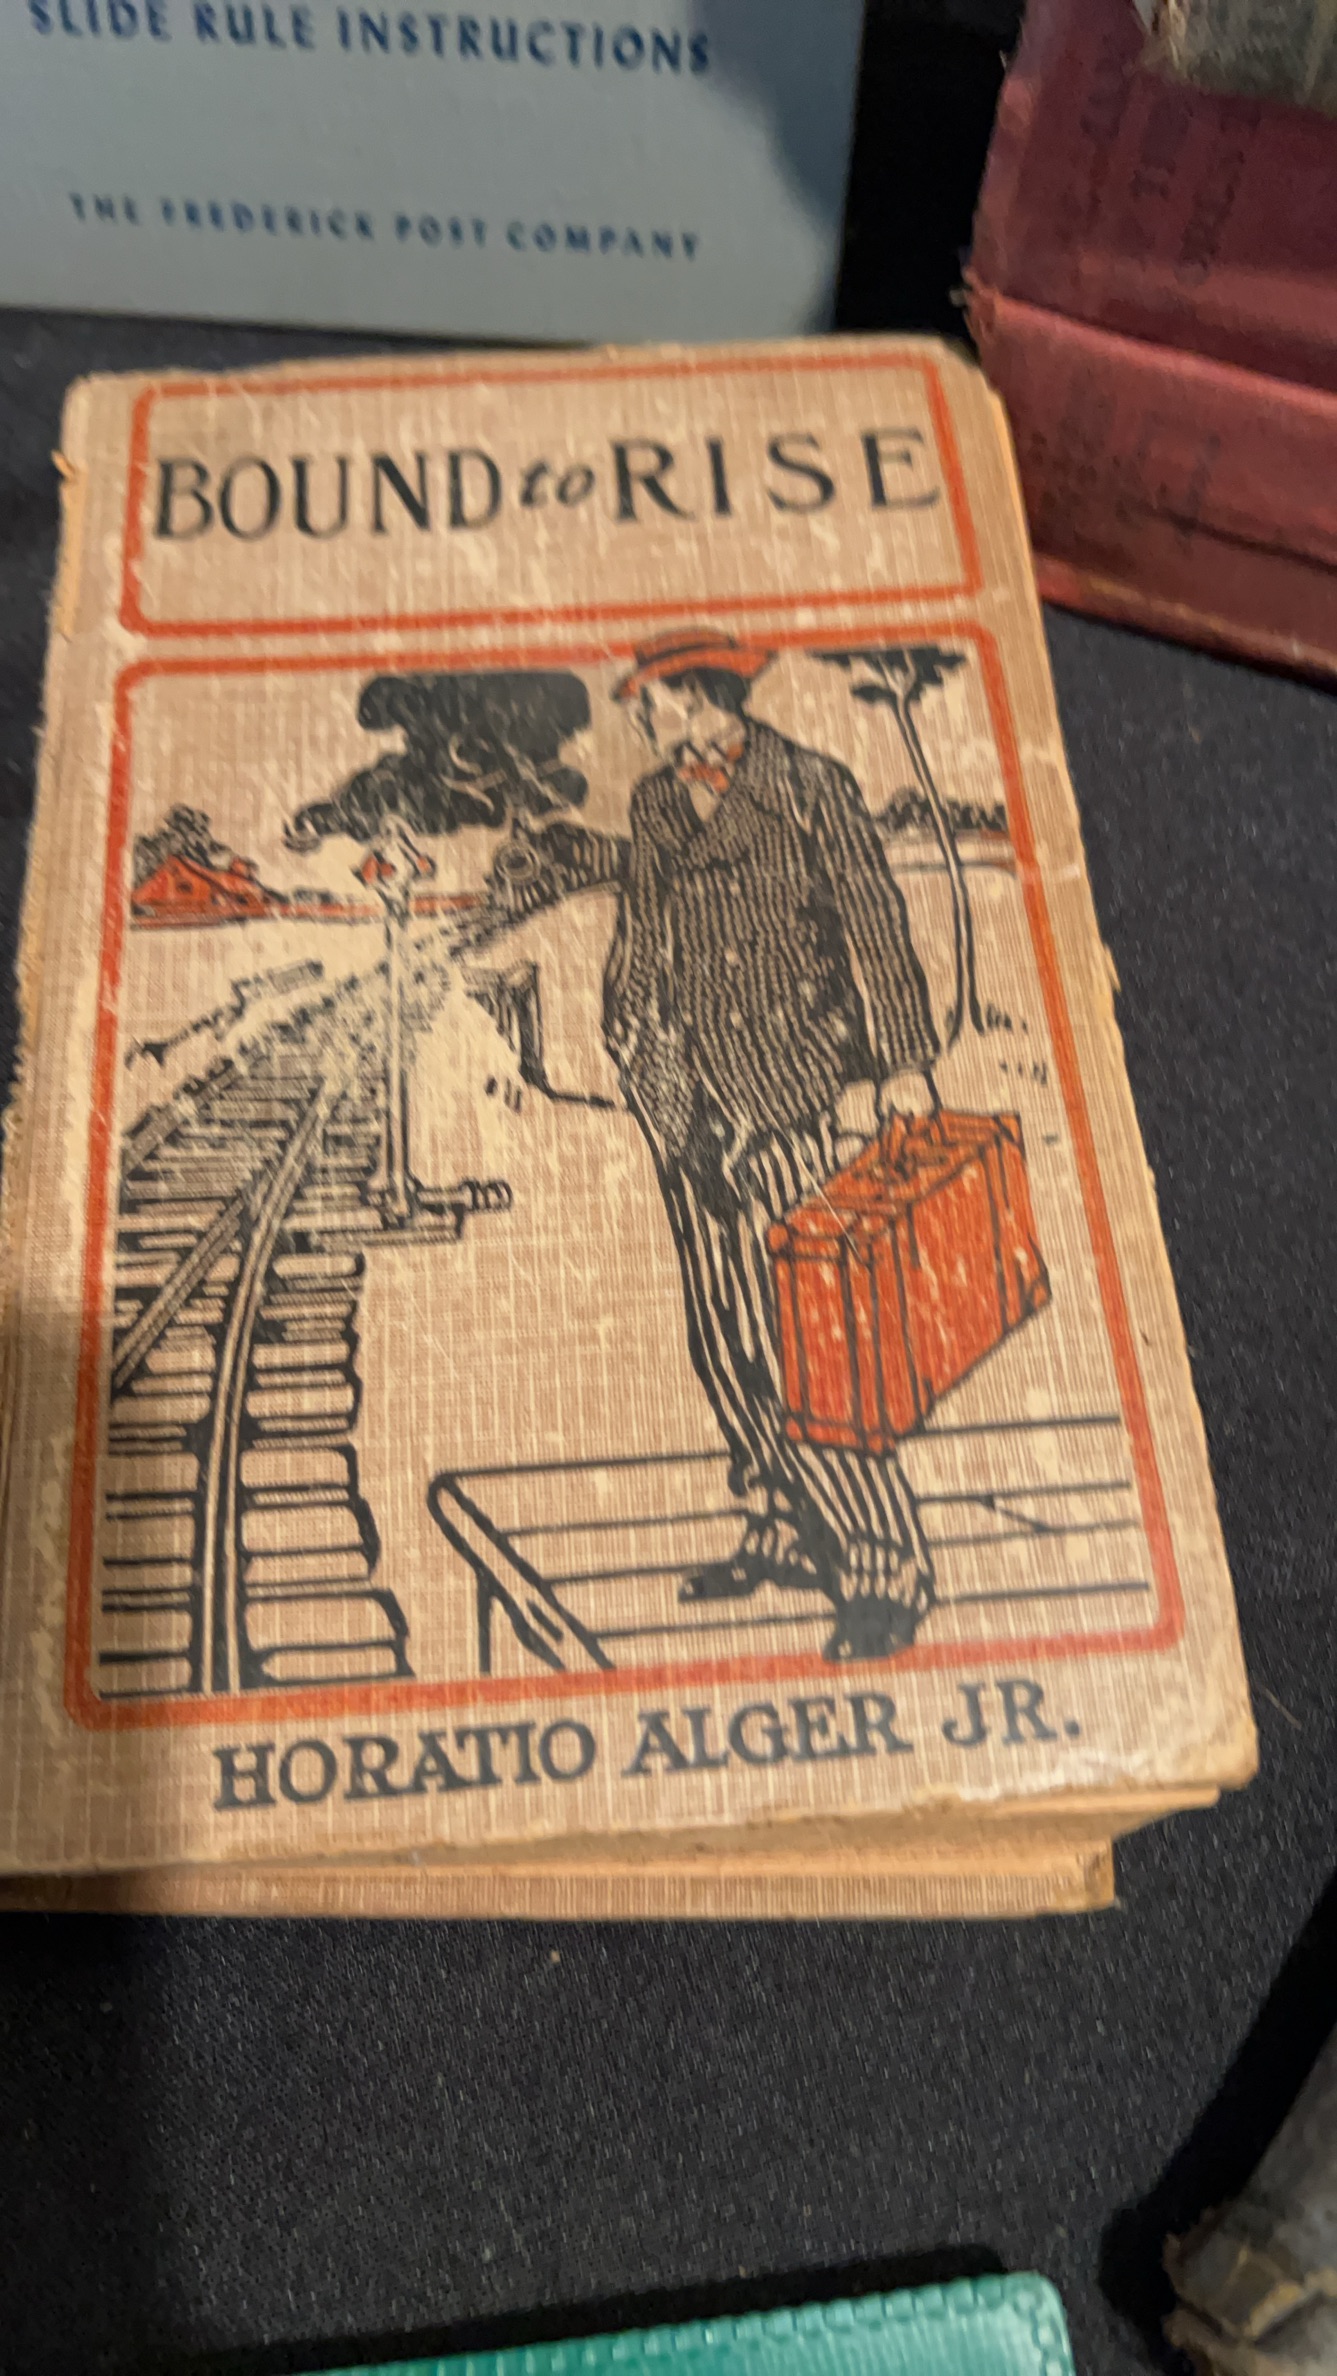 SLIDE RULE INSTRUCTIONS
THE FREDERICK POST COMPANY
BOUND to RISE
HORATIO ALGER JR.